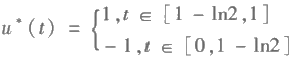 u*(t) = {1, t ∈ [1 − ln2, 1]
−1, t ∈ [0, 1 − ln2]